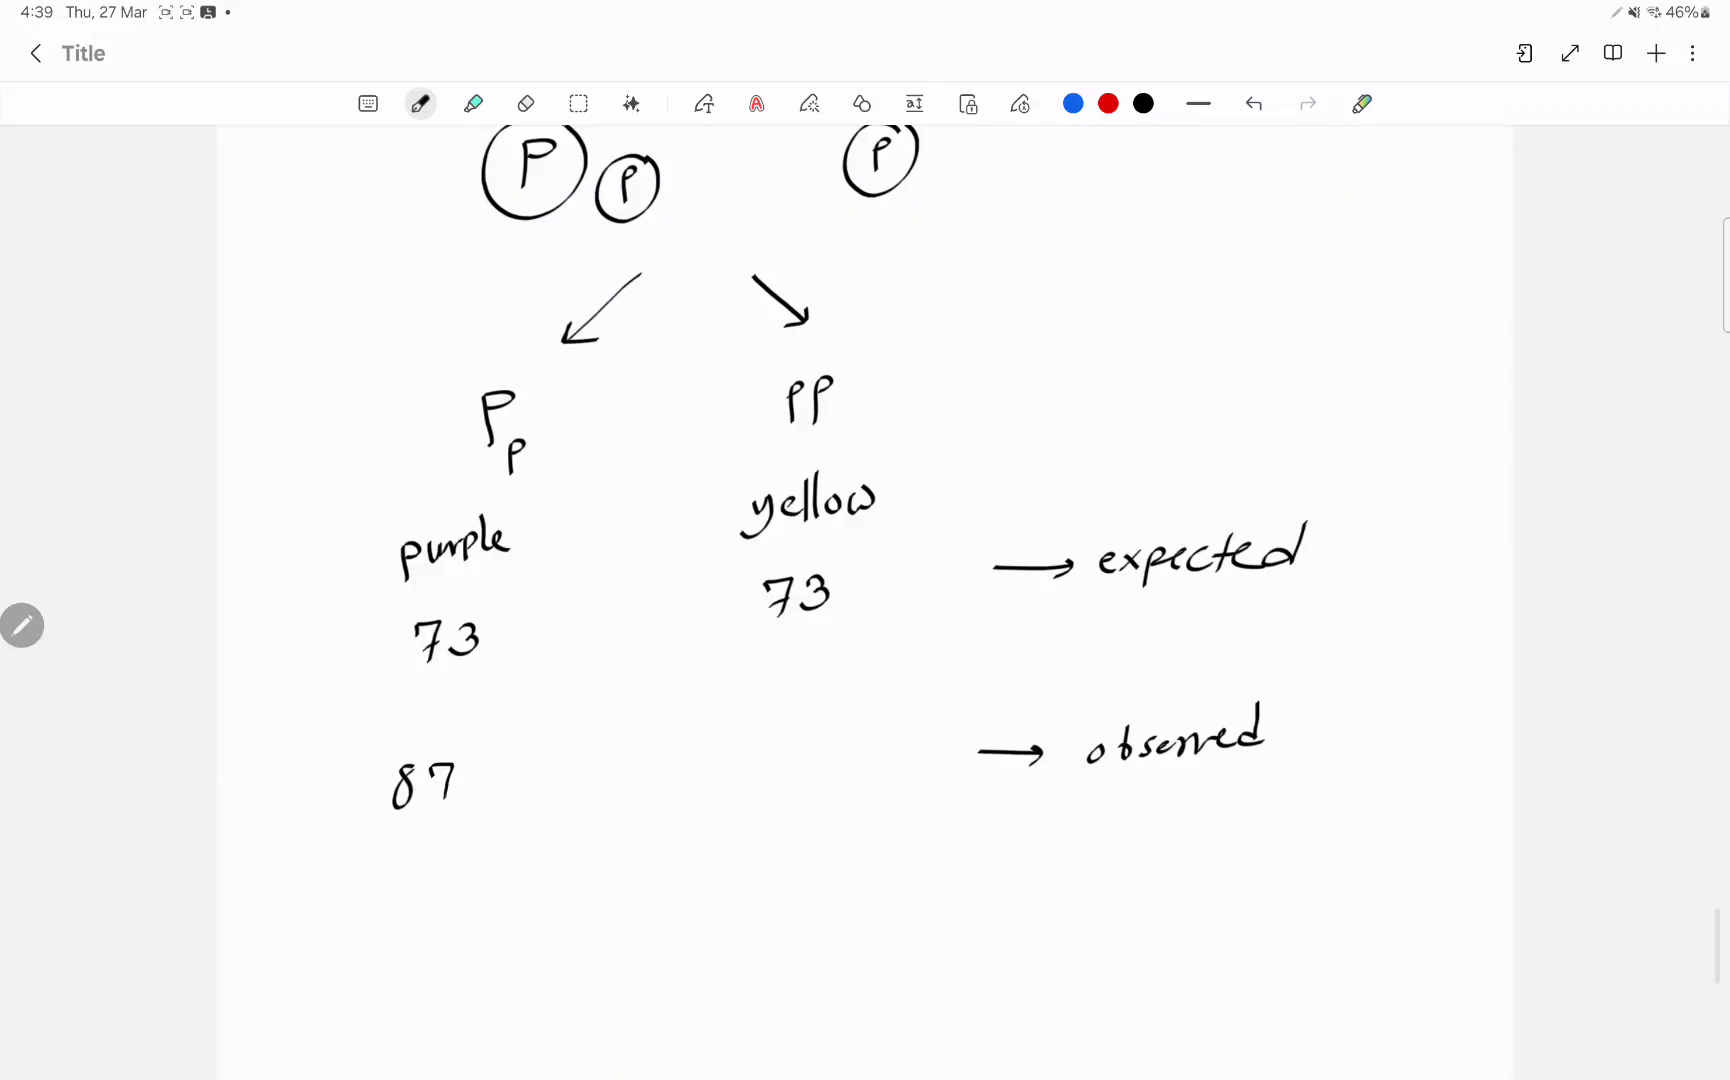 4:39 Thu, 27 Mar 46%
Title
P p p
Pp pp
purple yellow
73 73 → expected
87 → observed